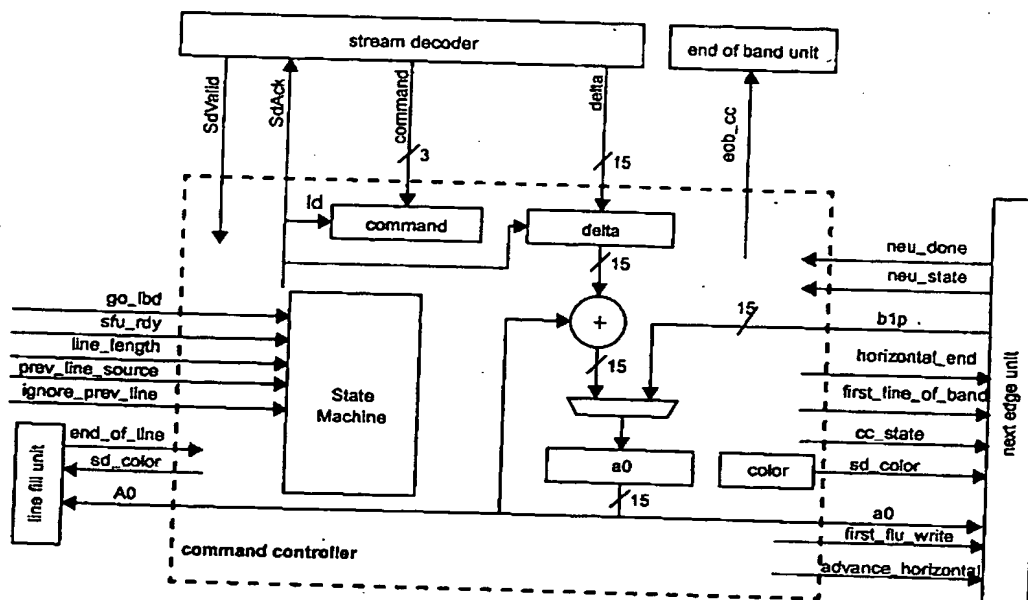 stream decoder
end of band unit
SdValid
SdAck
command
delta
eob_cc
3
15
ld
command
delta
15
neu_done
neu_state
15
b1p
go_lbd
sfu_rdy
line_length
prev_line_source
ignore_prev_line
State
Machine
+
15
horizontal_end
first_line_of_band
cc_state
next edge unit
end_of_line
sd_color
line fill unit
A0
a0
15
color
sd_color
a0
first_flu_write
advance_horizontal
command controller